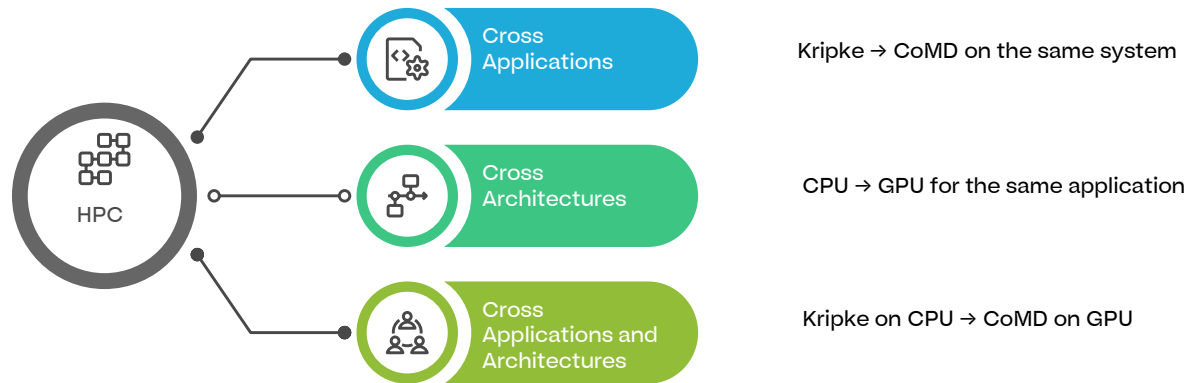 HPC
Cross
Applications
Kripke → CoMD on the same system
Cross
Architectures
CPU → GPU for the same application
Cross
Applications and
Architectures
Kripke on CPU → CoMD on GPU